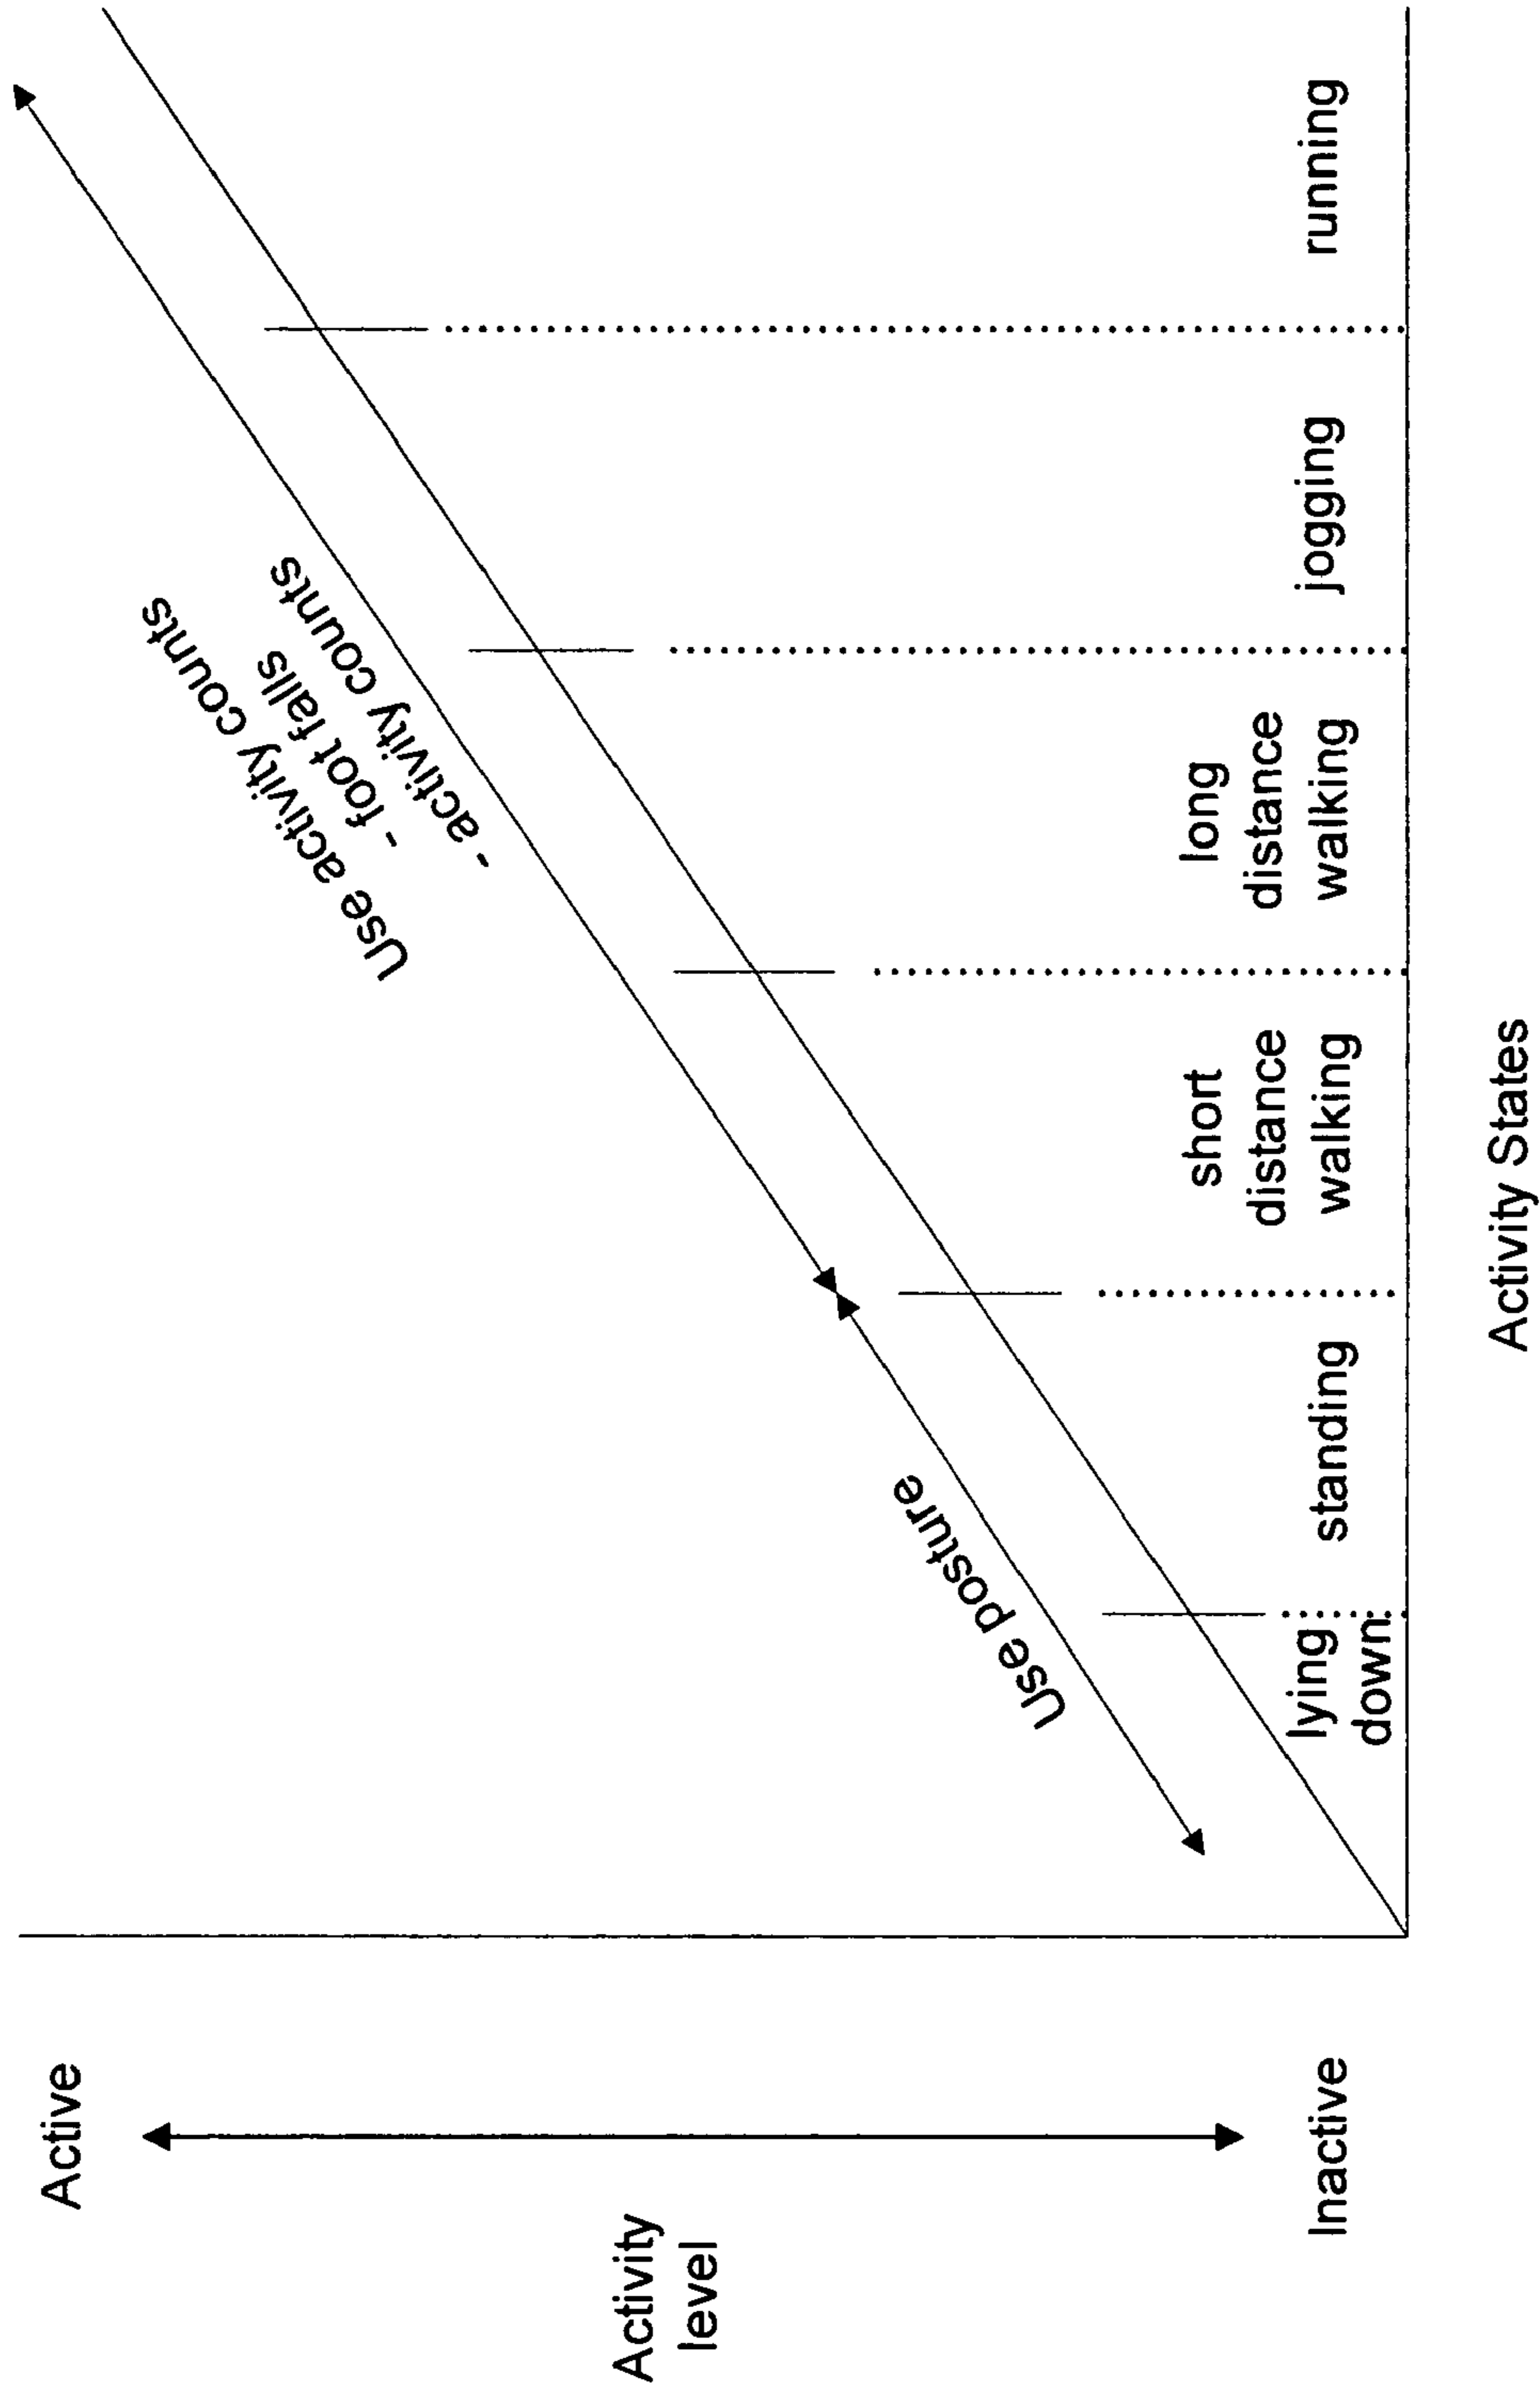 Active
Activity
level
Inactive
Use activity counts
- foot falls
- activity counts
Use posture
lying
down
standing
short
distance
walking
long
distance
walking
jogging
running
Activity States